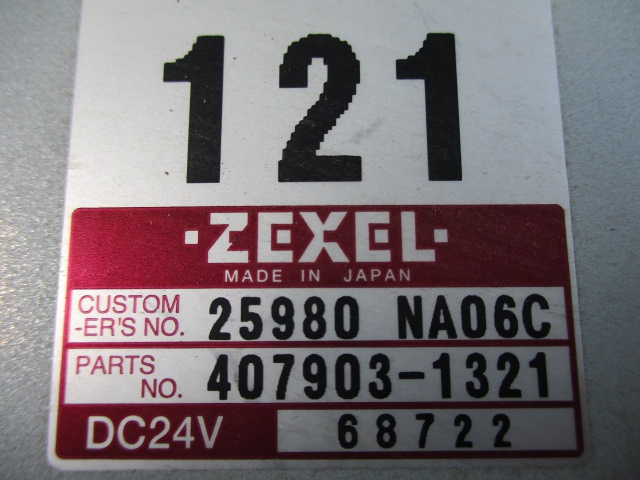 121
·ZEXEL·
MADE IN JAPAN
CUSTOM
-ER'S NO. 25980 NA06C
PARTS
NO. 407903-1321
DC24V 68722